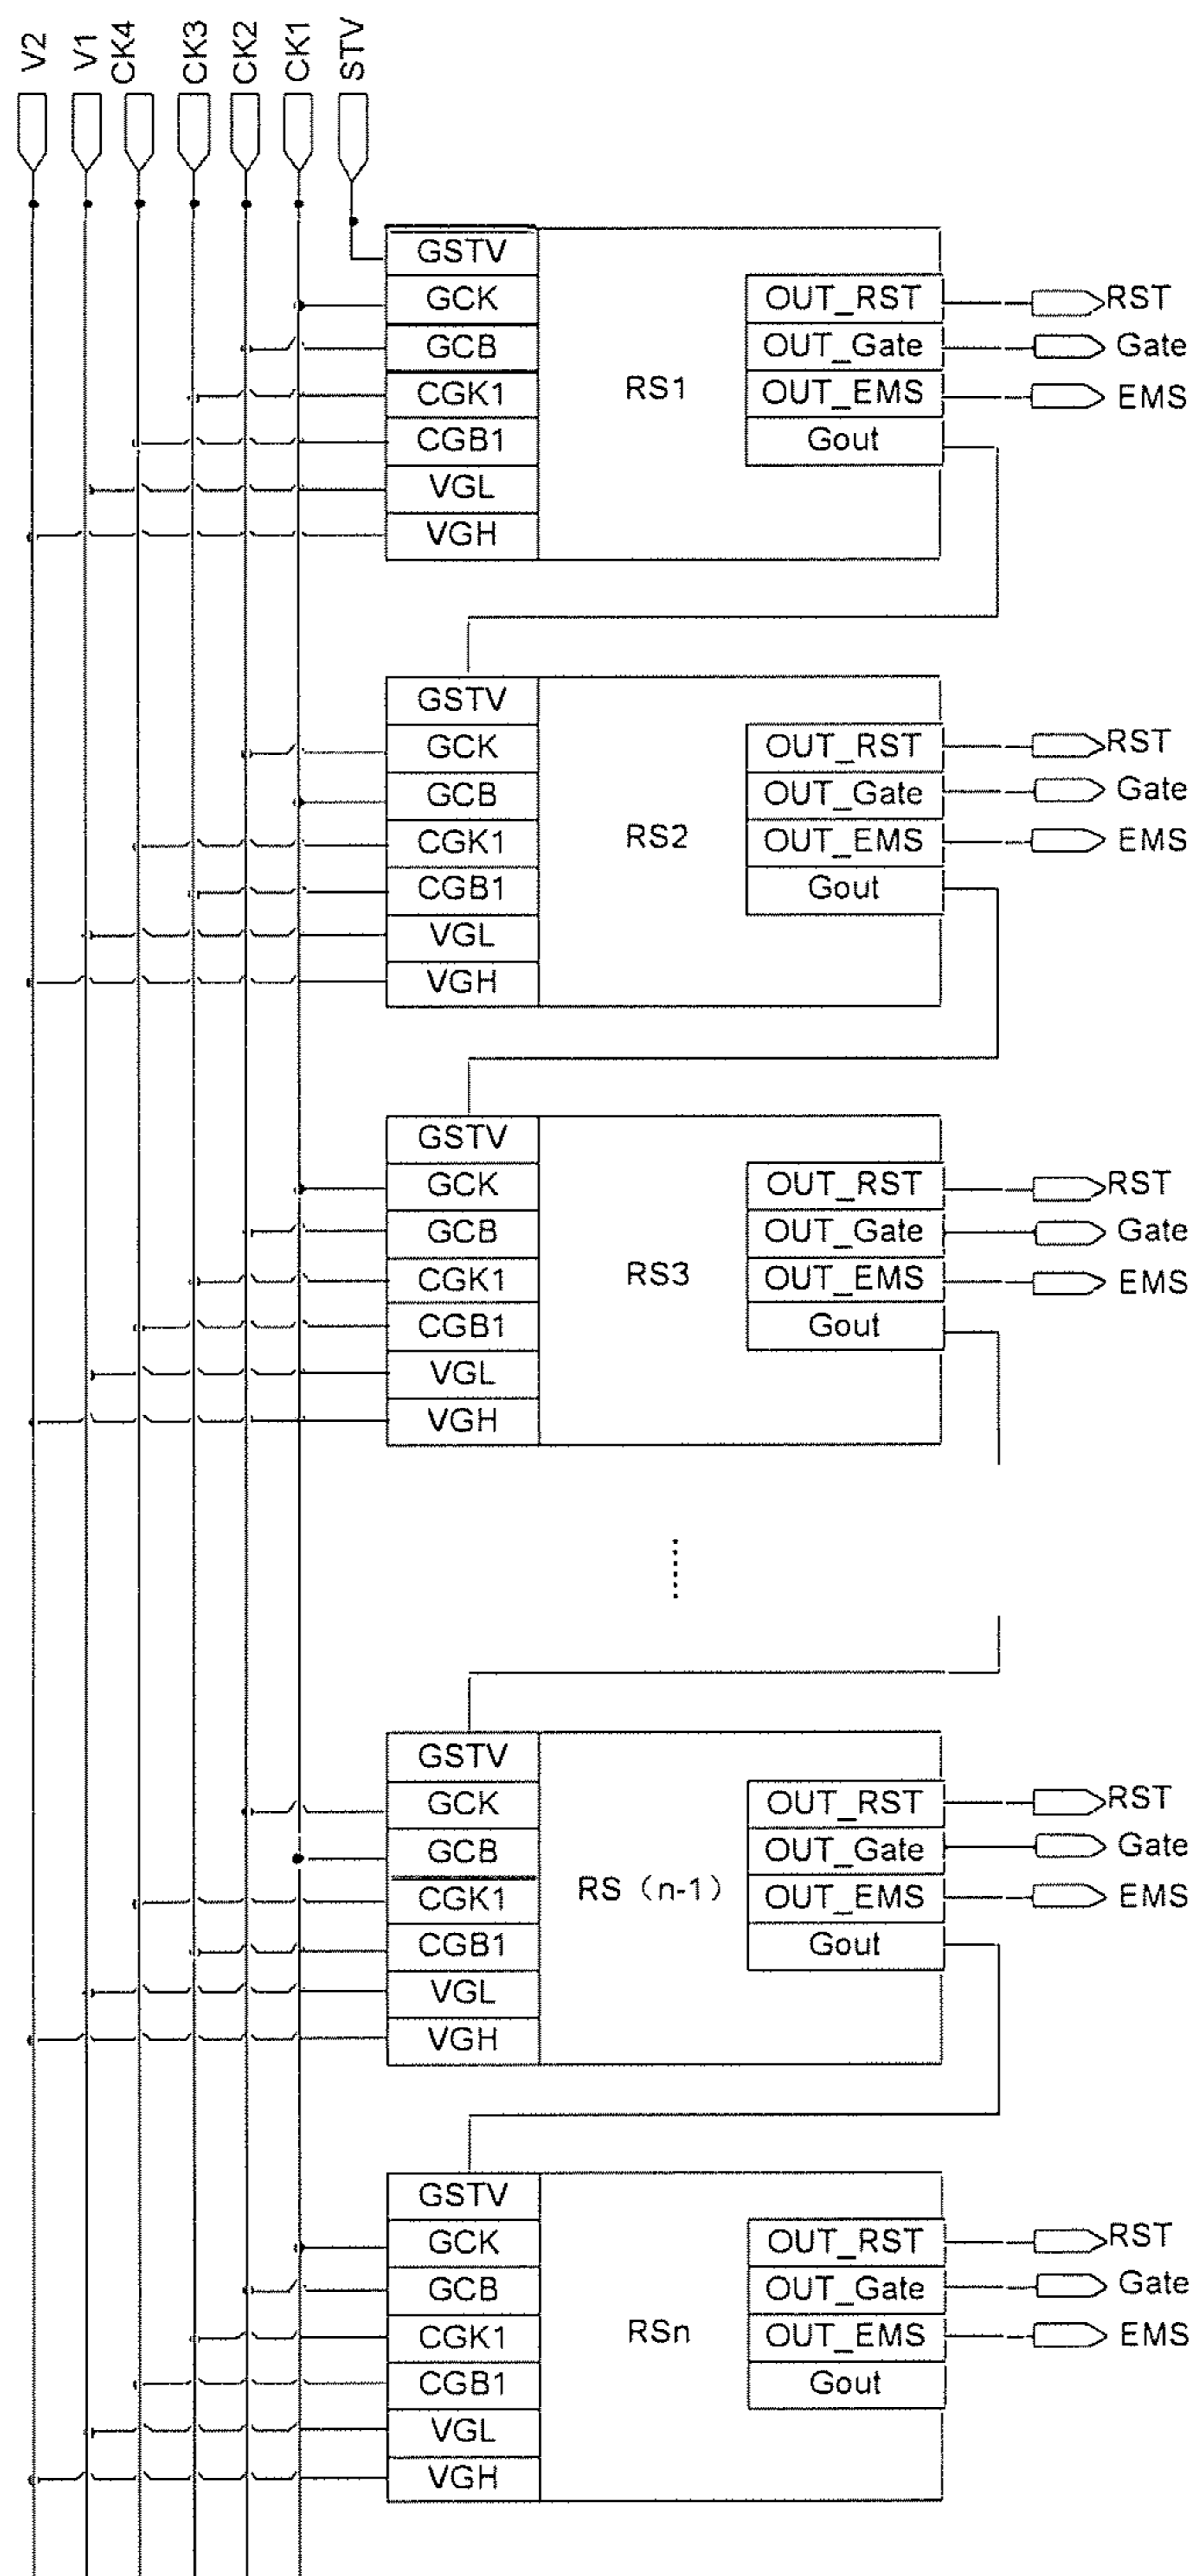 V2
V1
CK4
CK3
CK2
CK1
STV
GSTV
GCK
GCB
CGK1
CGB1
VGL
VGH
RS1
OUT_RST
OUT_Gate
OUT_EMS
Gout
RST
Gate
EMS
GSTV
GCK
GCB
CGK1
CGB1
VGL
VGH
RS2
OUT_RST
OUT_Gate
OUT_EMS
Gout
RST
Gate
EMS
GSTV
GCK
GCB
CGK1
CGB1
VGL
VGH
RS3
OUT_RST
OUT_Gate
OUT_EMS
Gout
RST
Gate
EMS
......
GSTV
GCK
GCB
CGK1
CGB1
VGL
VGH
RS（n-1）
OUT_RST
OUT_Gate
OUT_EMS
Gout
RST
Gate
EMS
GSTV
GCK
GCB
CGK1
CGB1
VGL
VGH
RSn
OUT_RST
OUT_Gate
OUT_EMS
Gout
RST
Gate
EMS